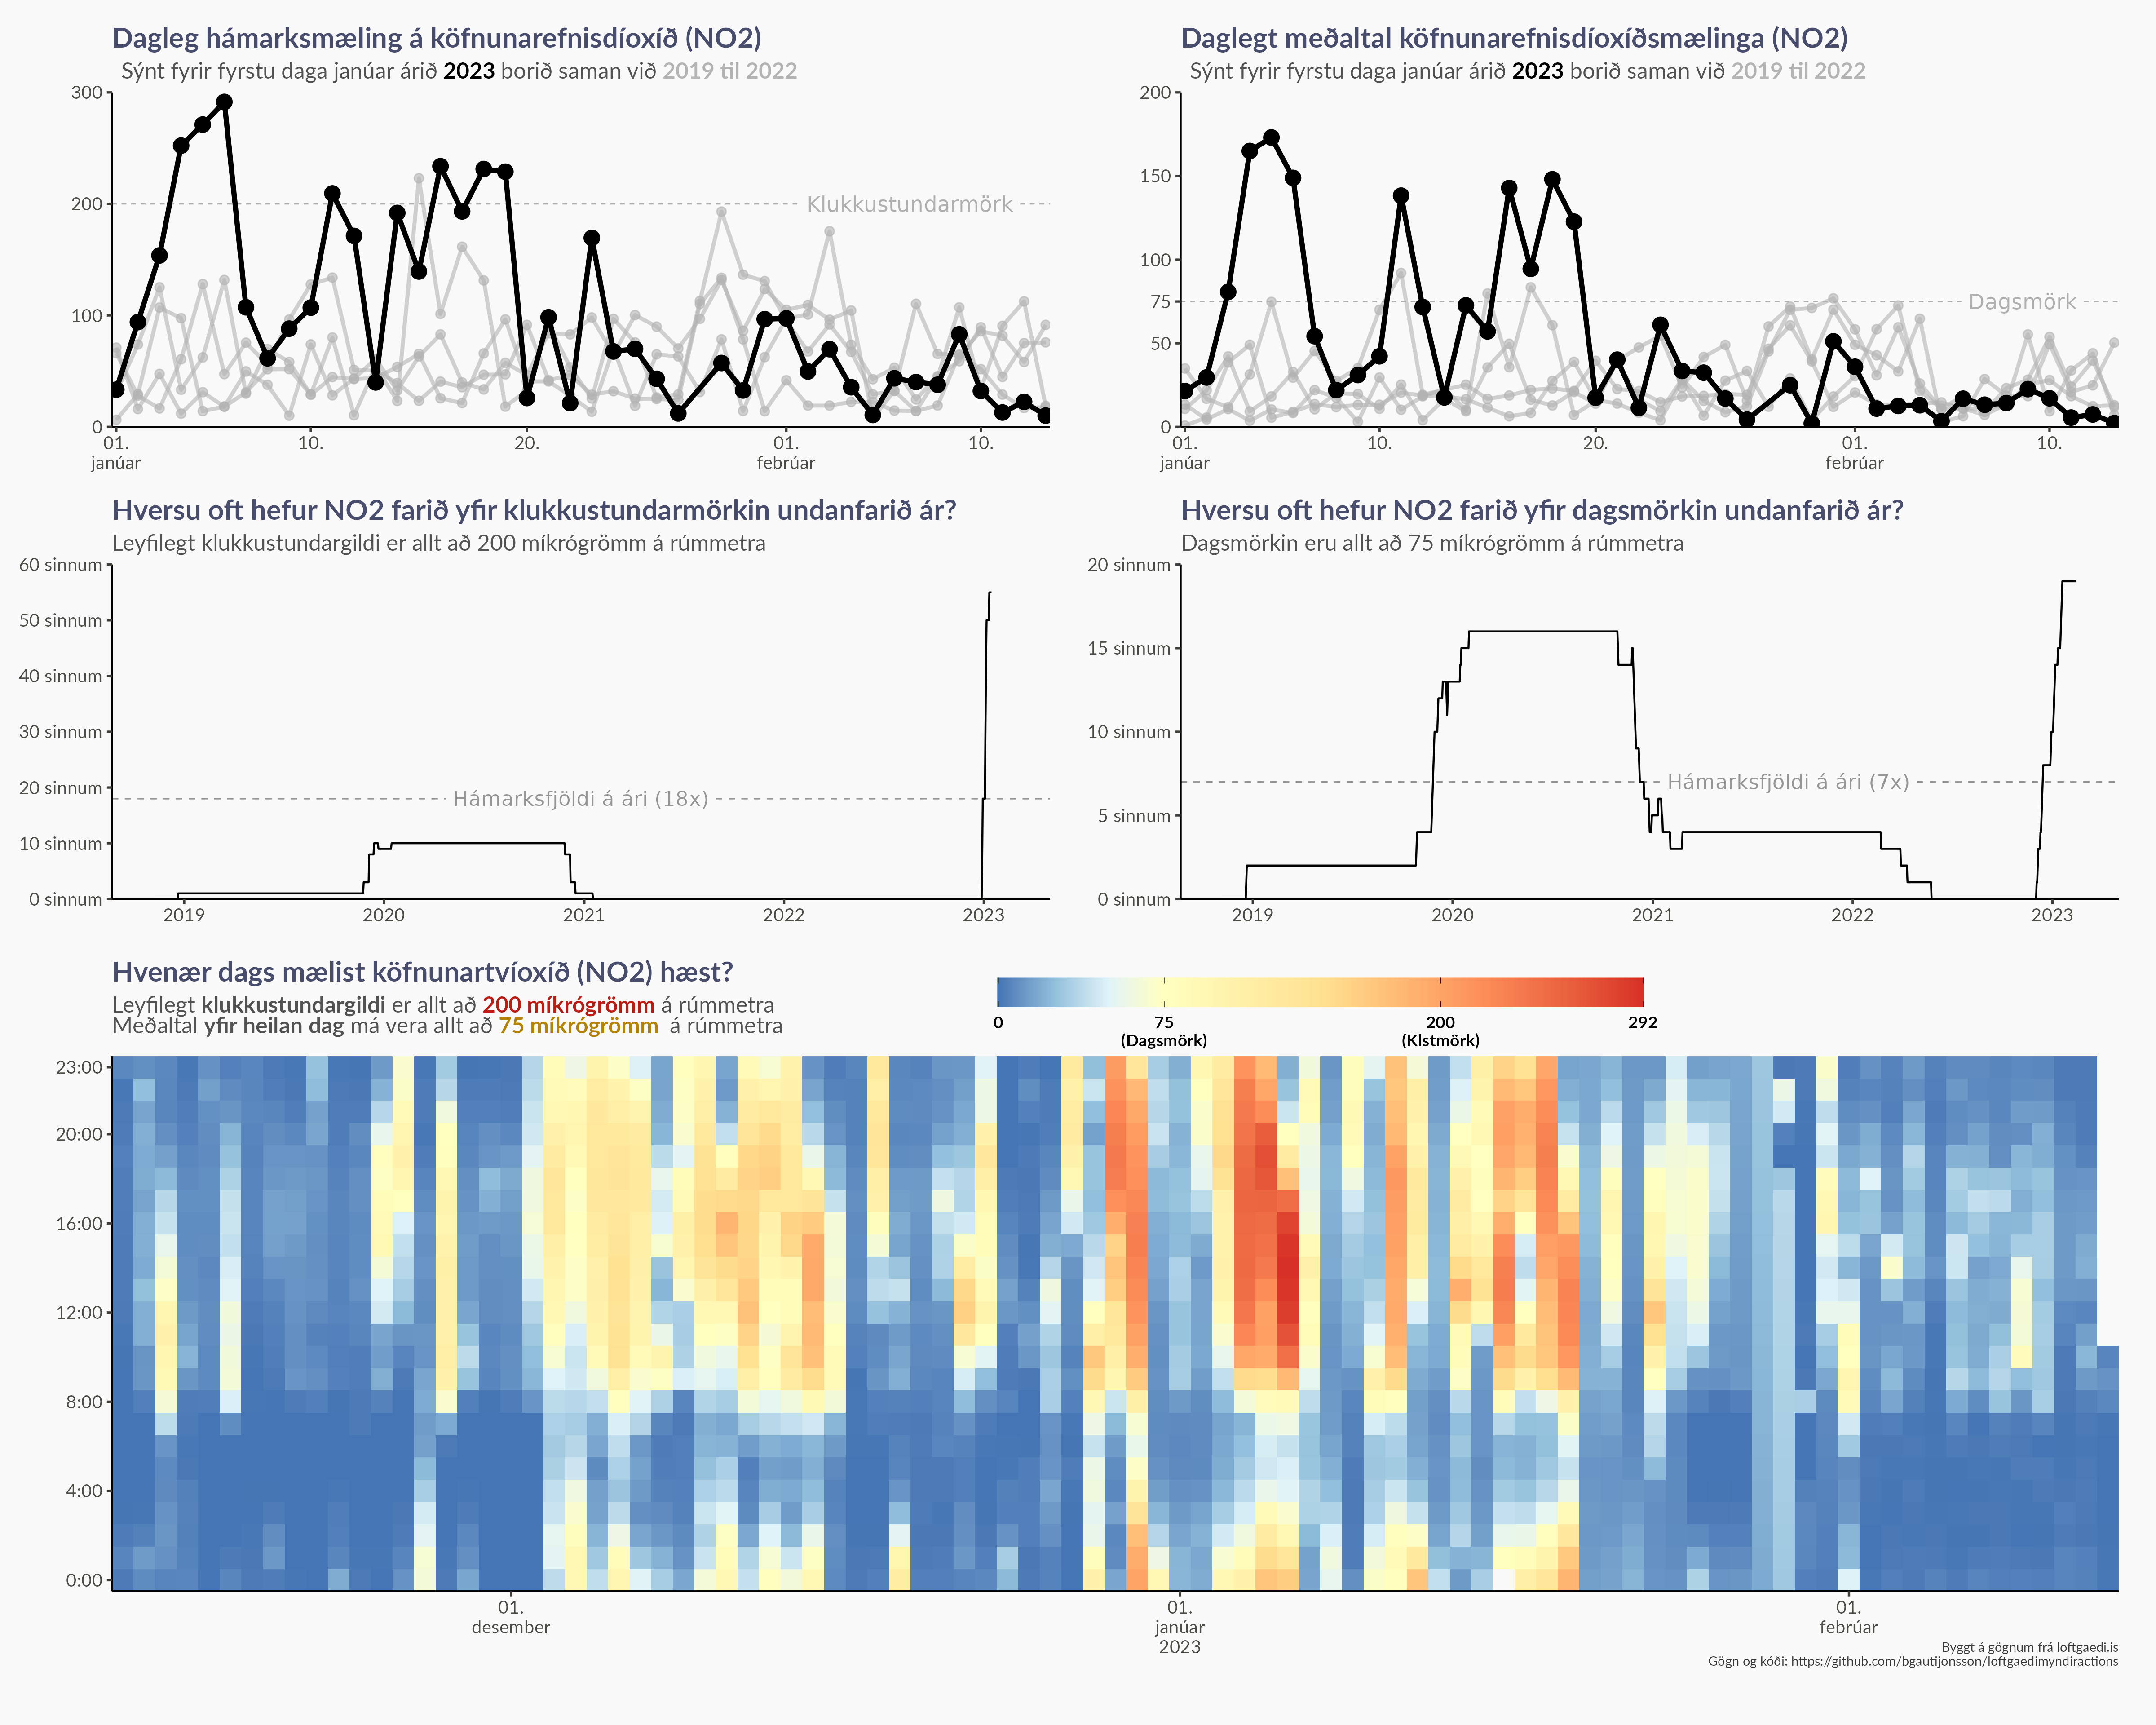 Dagleg hámarksmæling á köfnunarefnisdíoxíð (NO2)
Sýnt fyrir fyrstu daga janúar árið 2023 borið saman við 2019 til 2022
300
200
100
0
Klukkustundarmörk
01.
janúar
10.
20.
01.
febrúar
10.
Daglegt meðaltal köfnunarefnisdíoxíðsmælinga (NO2)
Sýnt fyrir fyrstu daga janúar árið 2023 borið saman við 2019 til 2022
200
150
100
75
50
0
Dagsmörk
01.
janúar
10.
20.
01.
febrúar
10.
Hversu oft hefur NO2 farið yfir klukkustundarmörkin undanfarið ár?
Leyfilegt klukkustundargildi er allt að 200 míkrógrömm á rúmmetra
60 sinnum
50 sinnum
40 sinnum
30 sinnum
20 sinnum
10 sinnum
0 sinnum
Hámarksfjöldi á ári (18x)
2019
2020
2021
2022
2023
Hversu oft hefur NO2 farið yfir dagsmörkin undanfarið ár?
Dagsmörkin eru allt að 75 míkrógrömm á rúmmetra
20 sinnum
15 sinnum
10 sinnum
5 sinnum
0 sinnum
Hámarksfjöldi á ári (7x)
2019
2020
2021
2022
2023
Hvenær dags mælist köfnunartvíoxíð (NO2) hæst?
Leyfilegt klukkustundargildi er allt að 200 míkrógrömm á rúmmetra
Meðaltal yfir heilan dag má vera allt að 75 míkrógrömm á rúmmetra
0
75
(Dagsmörk)
200
(Klstmörk)
292
23:00
20:00
16:00
12:00
8:00
4:00
0:00
01.
desember
01.
janúar
2023
01.
febrúar
Byggt á gögnum frá loftgaedi.is
Gögn og kóði: https://github.com/bgautijonsson/loftgaedimyndiractions